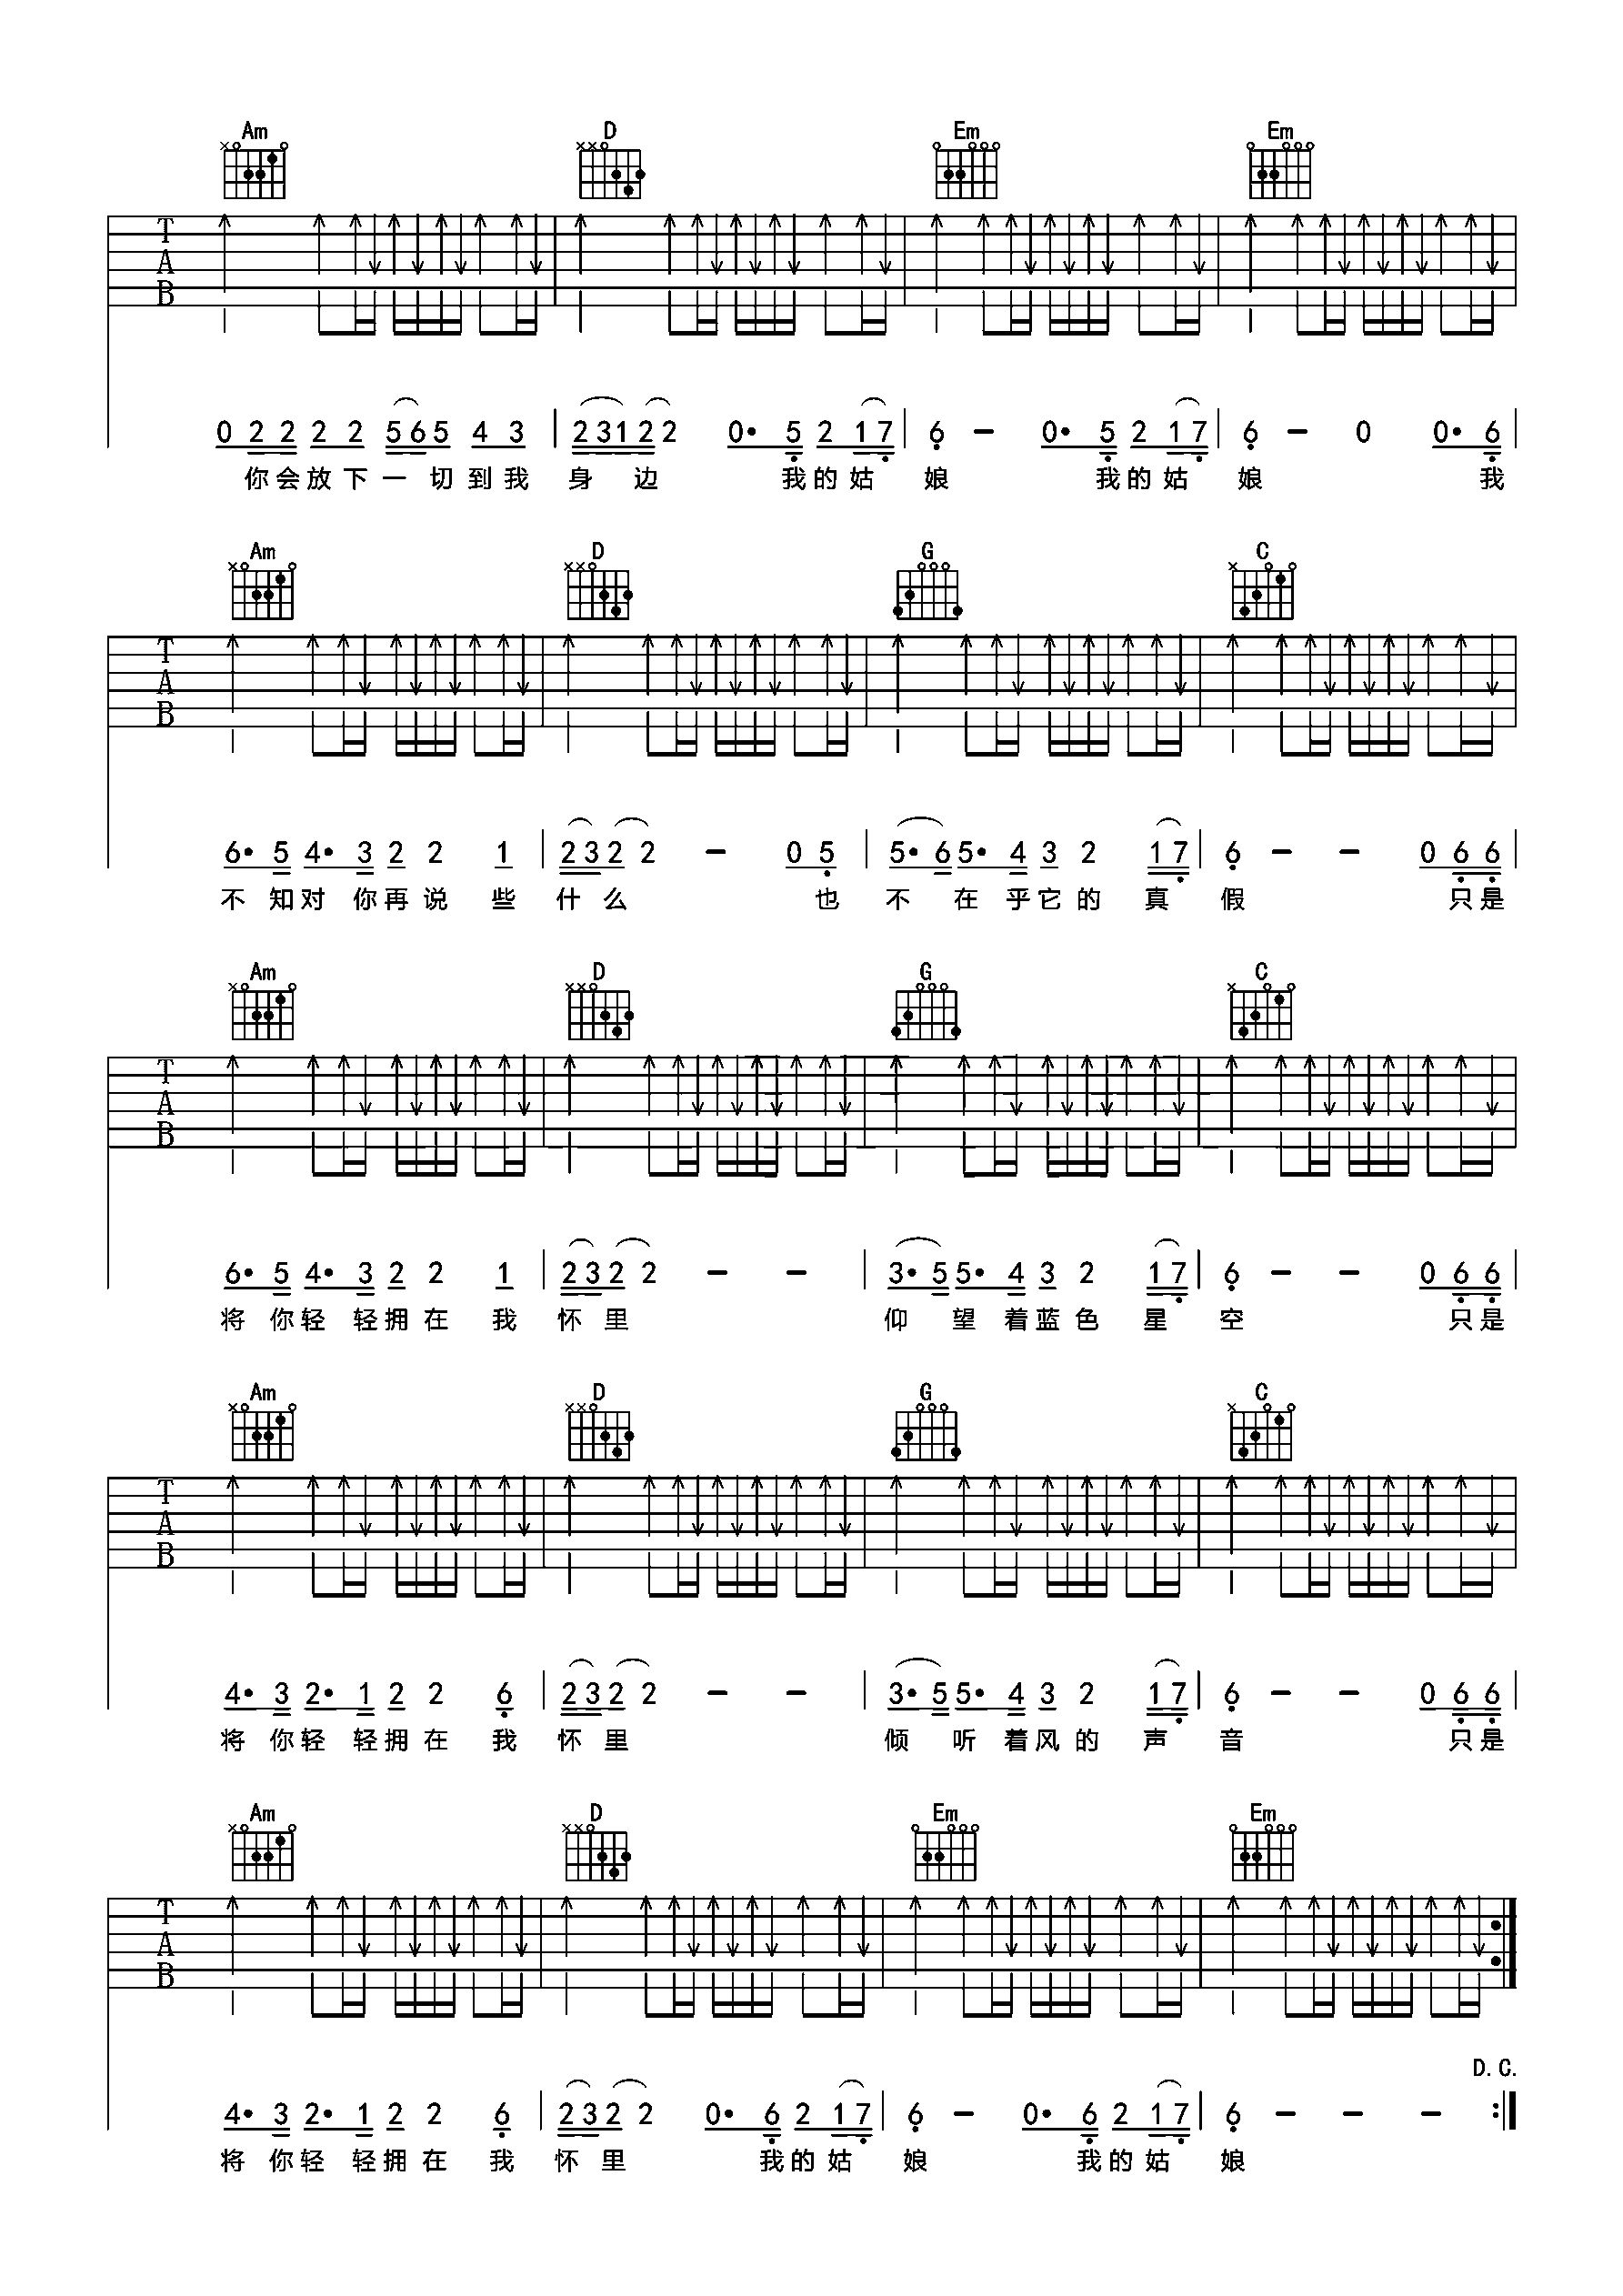 Am D Em Em
T
A
B
0 2 2 2 2 5 6 5 4 3 | 2 3 1 2 2 0· 5 2 1 7 | 6 - 0· 5 2 1 7 | 6 - 0 0· 6 |
你会放下一切到我 身 边 我的姑 娘 我的姑 娘 我
Am D G C
T
A
B
6· 5 4· 3 2 2 1 | 2 3 2 2 - 0 5 | 5· 6 5· 4 3 2 1 7 | 6 - - 0 6 6 |
不 知对 你再说 些 什 么 也 不 在 乎它的 真 假 只是
Am D G C
T
A
B
6· 5 4· 3 2 2 1 | 2 3 2 2 - - | 3· 5 5· 4 3 2 1 7 | 6 - - 0 6 6 |
将 你轻 轻拥在 我 怀 里 仰 望 着蓝色 星 空 只是
Am D G C
T
A
B
4· 3 2· 1 2 2 6 | 2 3 2 2 - - | 3· 5 5· 4 3 2 1 7 | 6 - - 0 6 6 |
将 你轻 轻拥在 我 怀 里 倾 听 着风的 声 音 只是
Am D Em Em
T
A
B
D. C.
4· 3 2· 1 2 2 6 | 2 3 2 2 0· 6 2 1 7 | 6 - 0· 6 2 1 7 | 6 - - - :|
将 你轻 轻拥在 我 怀 里 我的姑 娘 我的姑 娘